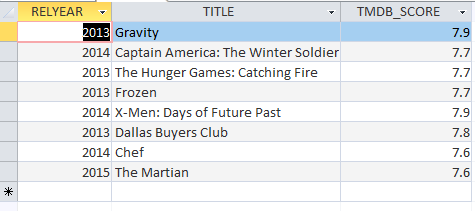 RELYEAR TITLE TMDB_SCORE
2013 Gravity 7.9
2014 Captain America: The Winter Soldier 7.7
2013 The Hunger Games: Catching Fire 7.7
2013 Frozen 7.7
2014 X-Men: Days of Future Past 7.9
2013 Dallas Buyers Club 7.8
2014 Chef 7.6
2015 The Martian 7.6